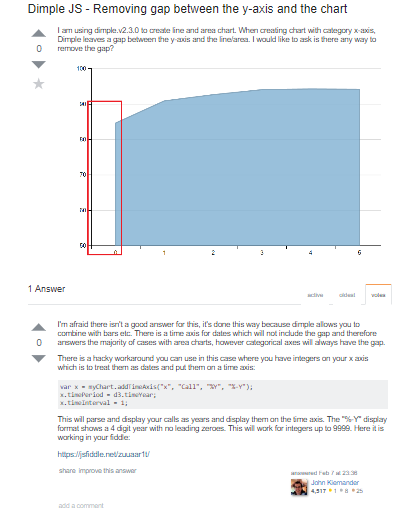 Dimple JS - Removing gap between the y-axis and the chart
I am using dimple.v2.3.0 to create line and area chart. When creating chart with category x-axis,
Dimple leaves a gap between the y-axis and the line/area. I would like to ask is there any way to
remove the gap?
0
100
90
80
70
60
50
0 1 2 3 4
1 Answer
active oldest votes
I'm afraid there isn't a good answer for this, it's done this way because dimple allows you to
combine with bars etc. There is a time axis for dates which will not include the gap and therefore
answers the majority of cases with area charts, however categorical axes will always have the gap.
0
There is a hacky workaround you can use in this case where you have integers on your x axis
which is to treat them as dates and put them on a time axis:
var x = myChart.addTimeAxis("x", "Call", "%Y", "%-Y");
x.timePeriod = d3.timeYear;
x.timeInterval = 1;
This will parse and display your calls as years and display them on the time axis. The "%-Y" display
format shows a 4 digit year with no leading zeroes. This will work for integers up to 9999. Here it is
working in your fiddle:
https://jsfiddle.net/zuuaar1t/
share improve this answer
answered Feb 7 at 23:36
John Kiernander
4,517 1 8 25
add a comment